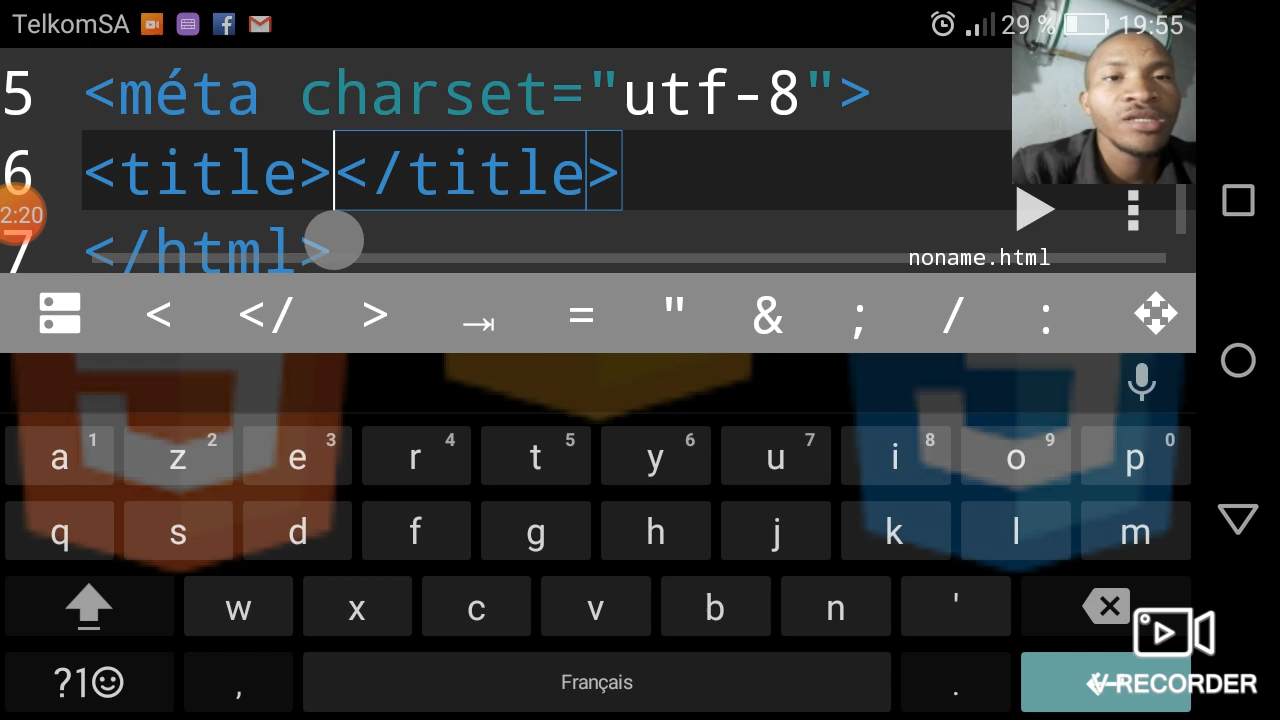 TelkomSA 29 % 19:55
5 <méta charset="utf-8">
6 <title></title>
2:20
7 </html>
noname.html
< </ > ⇥ = " & ; / :
a 1 z 2 e 3 r 4 t 5 y 6 u 7 i 8 o 9 p 0
q s d f g h j k l m
w x c v b n '
?1☺ , Français .
V-RECORDER